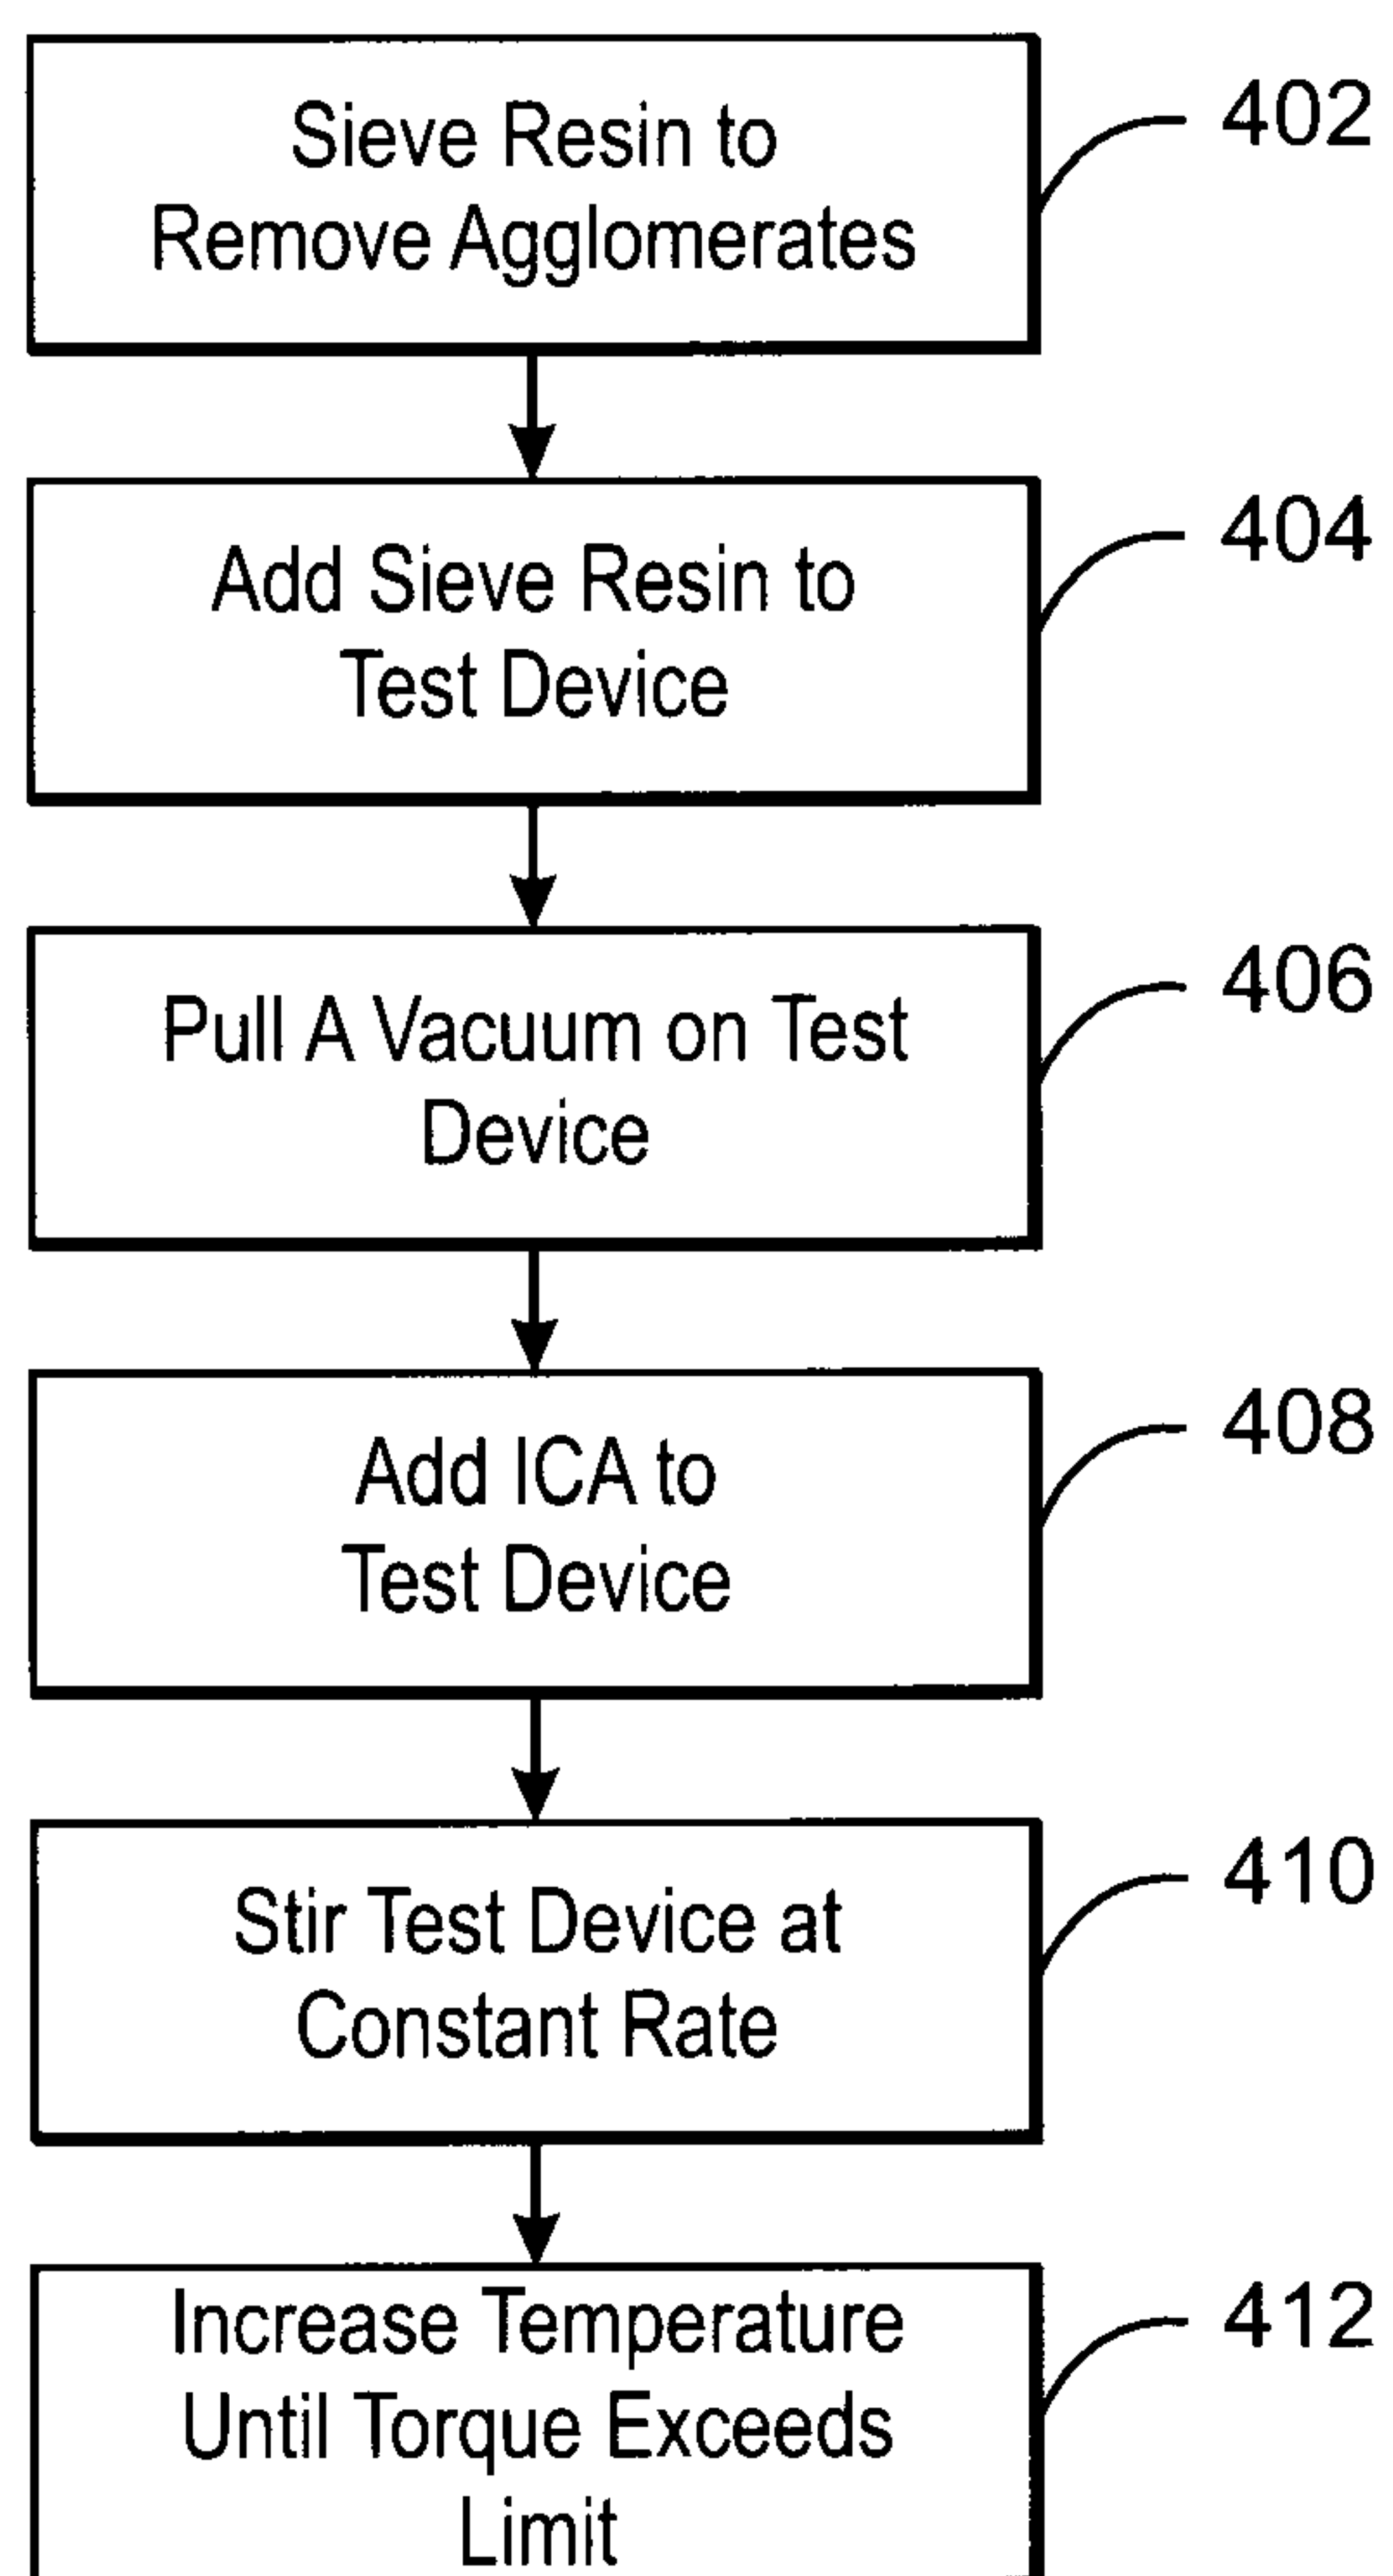 Sieve Resin to
Remove Agglomerates
402
Add Sieve Resin to
Test Device
404
Pull A Vacuum on Test
Device
406
Add ICA to
Test Device
408
Stir Test Device at
Constant Rate
410
Increase Temperature
Until Torque Exceeds
Limit
412